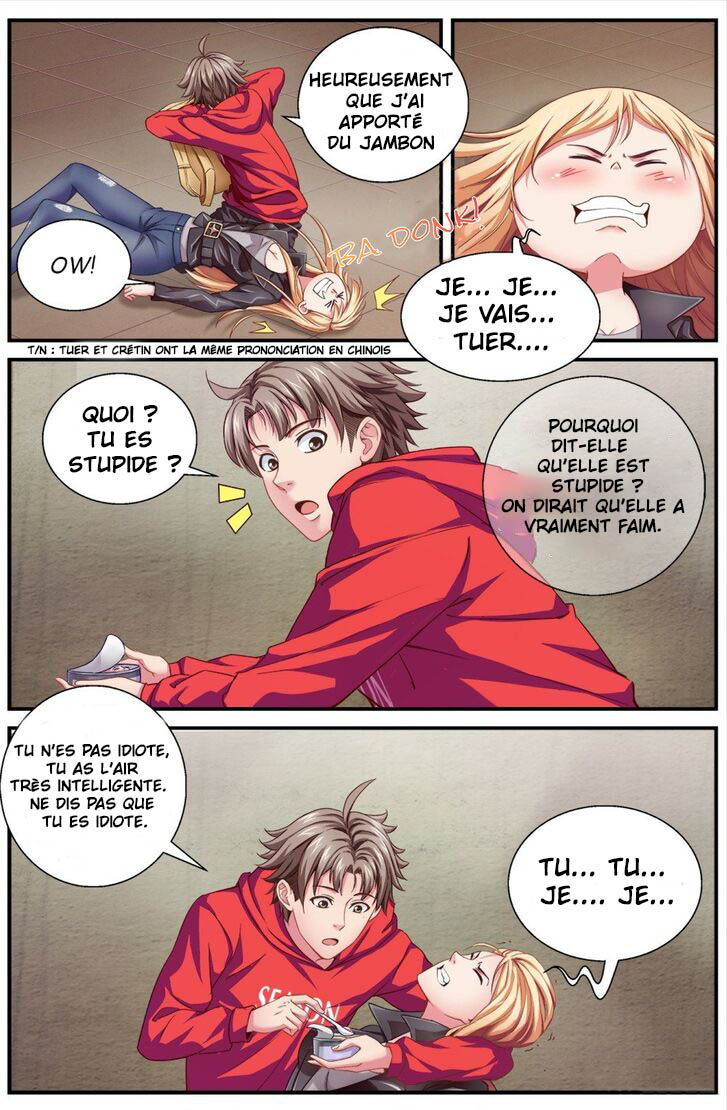 HEUREUSEMENT
QUE J'AI
APPORTÉ
DU JAMBON
OW!
BA DONK!
JE... JE...
JE VAIS...
TUER....
T/N : TUER ET CRÉTIN ONT LA MÊME PRONONCIATION EN CHINOIS
QUOI ?
TU ES
STUPIDE ?
POURQUOI
DIT-ELLE
QU'ELLE EST
STUPIDE ?
ON DIRAIT QU'ELLE A
VRAIMENT FAIM.
TU N'ES PAS IDIOTE,
TU AS L'AIR
TRÈS INTELLIGENTE.
NE DIS PAS QUE
TU ES IDIOTE.
TU... TU...
JE.... JE...
SEASON